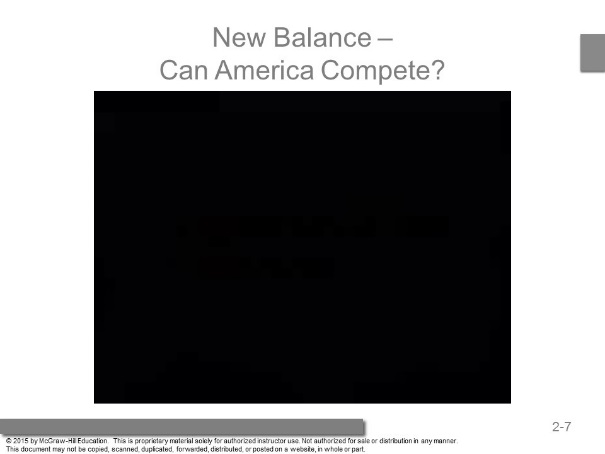 New Balance –
Can America Compete?
2-7
© 2015 by McGraw-Hill Education. This is proprietary material solely for authorized instructor use. Not authorized for sale or distribution in any manner.
This document may not be copied, scanned, duplicated, forwarded, distributed, or posted on a website, in whole or part.